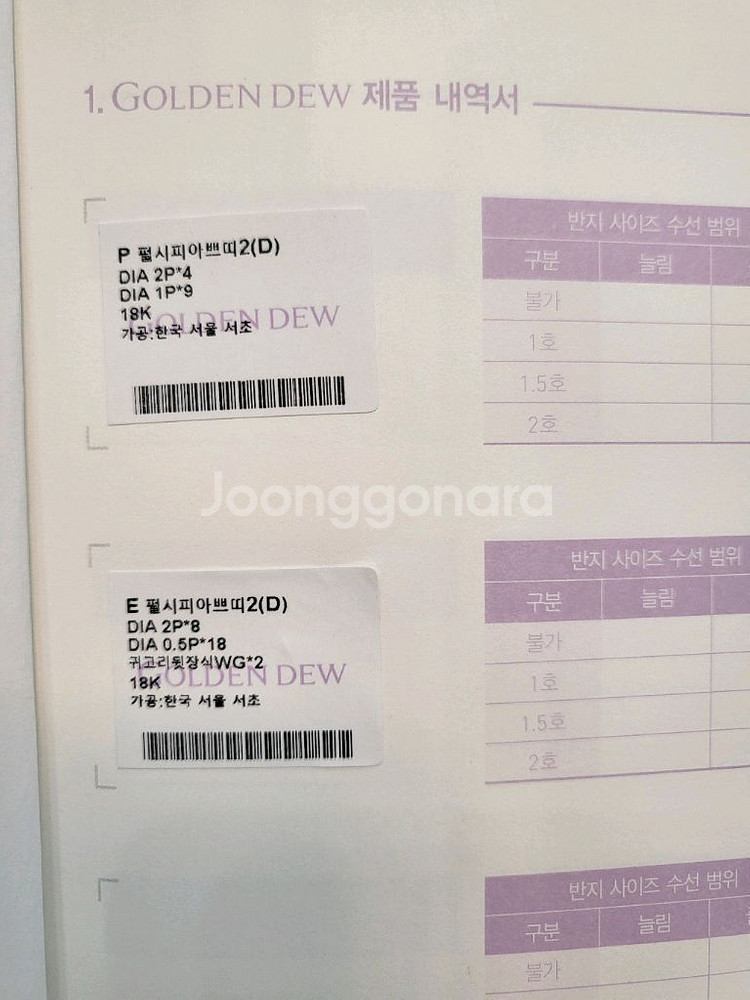 1. GOLDEN DEW 제품 내역서
P 펄시피아쁘띠2(D)
DIA 2P*4
DIA 1P*9
18K
GOLDEN DEW
가공:한국 서울 서초
반지 사이즈 수선 범위
구분 늘림
불가
1호
1.5호
2호
Joonggonara
E 펄시피아쁘띠2(D)
DIA 2P*8
DIA 0.5P*18
귀고리뒷장식WG*2
GOLDEN DEW
18K
가공:한국 서울 서초
반지 사이즈 수선 범위
구분 늘림
불가
1호
1.5호
2호
반지 사이즈 수선 범위
구분 늘림
불가